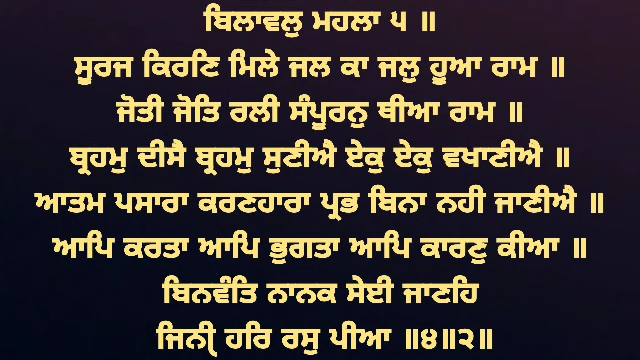 ਬਿਲਾਵਲੁ ਮਹਲਾ ੫ ॥
ਸੂਰਜ ਕਿਰਣਿ ਮਿਲੇ ਜਲ ਕਾ ਜਲੁ ਹੂਆ ਰਾਮ ॥
ਜੋਤੀ ਜੋਤਿ ਰਲੀ ਸੰਪੂਰਨੁ ਥੀਆ ਰਾਮ ॥
ਬ੍ਰਹਮੁ ਦੀਸੈ ਬ੍ਰਹਮੁ ਸੁਣੀਐ ਏਕੁ ਏਕੁ ਵਖਾਣੀਐ ॥
ਆਤਮ ਪਸਾਰਾ ਕਰਣਹਾਰਾ ਪ੍ਰਭ ਬਿਨਾ ਨਹੀ ਜਾਣੀਐ ॥
ਆਪਿ ਕਰਤਾ ਆਪਿ ਭੁਗਤਾ ਆਪਿ ਕਾਰਣੁ ਕੀਆ ॥
ਬਿਨਵੰਤਿ ਨਾਨਕ ਸੇਈ ਜਾਣਹਿ
ਜਿਨੑੀ ਹਰਿ ਰਸੁ ਪੀਆ ॥੪॥੨॥